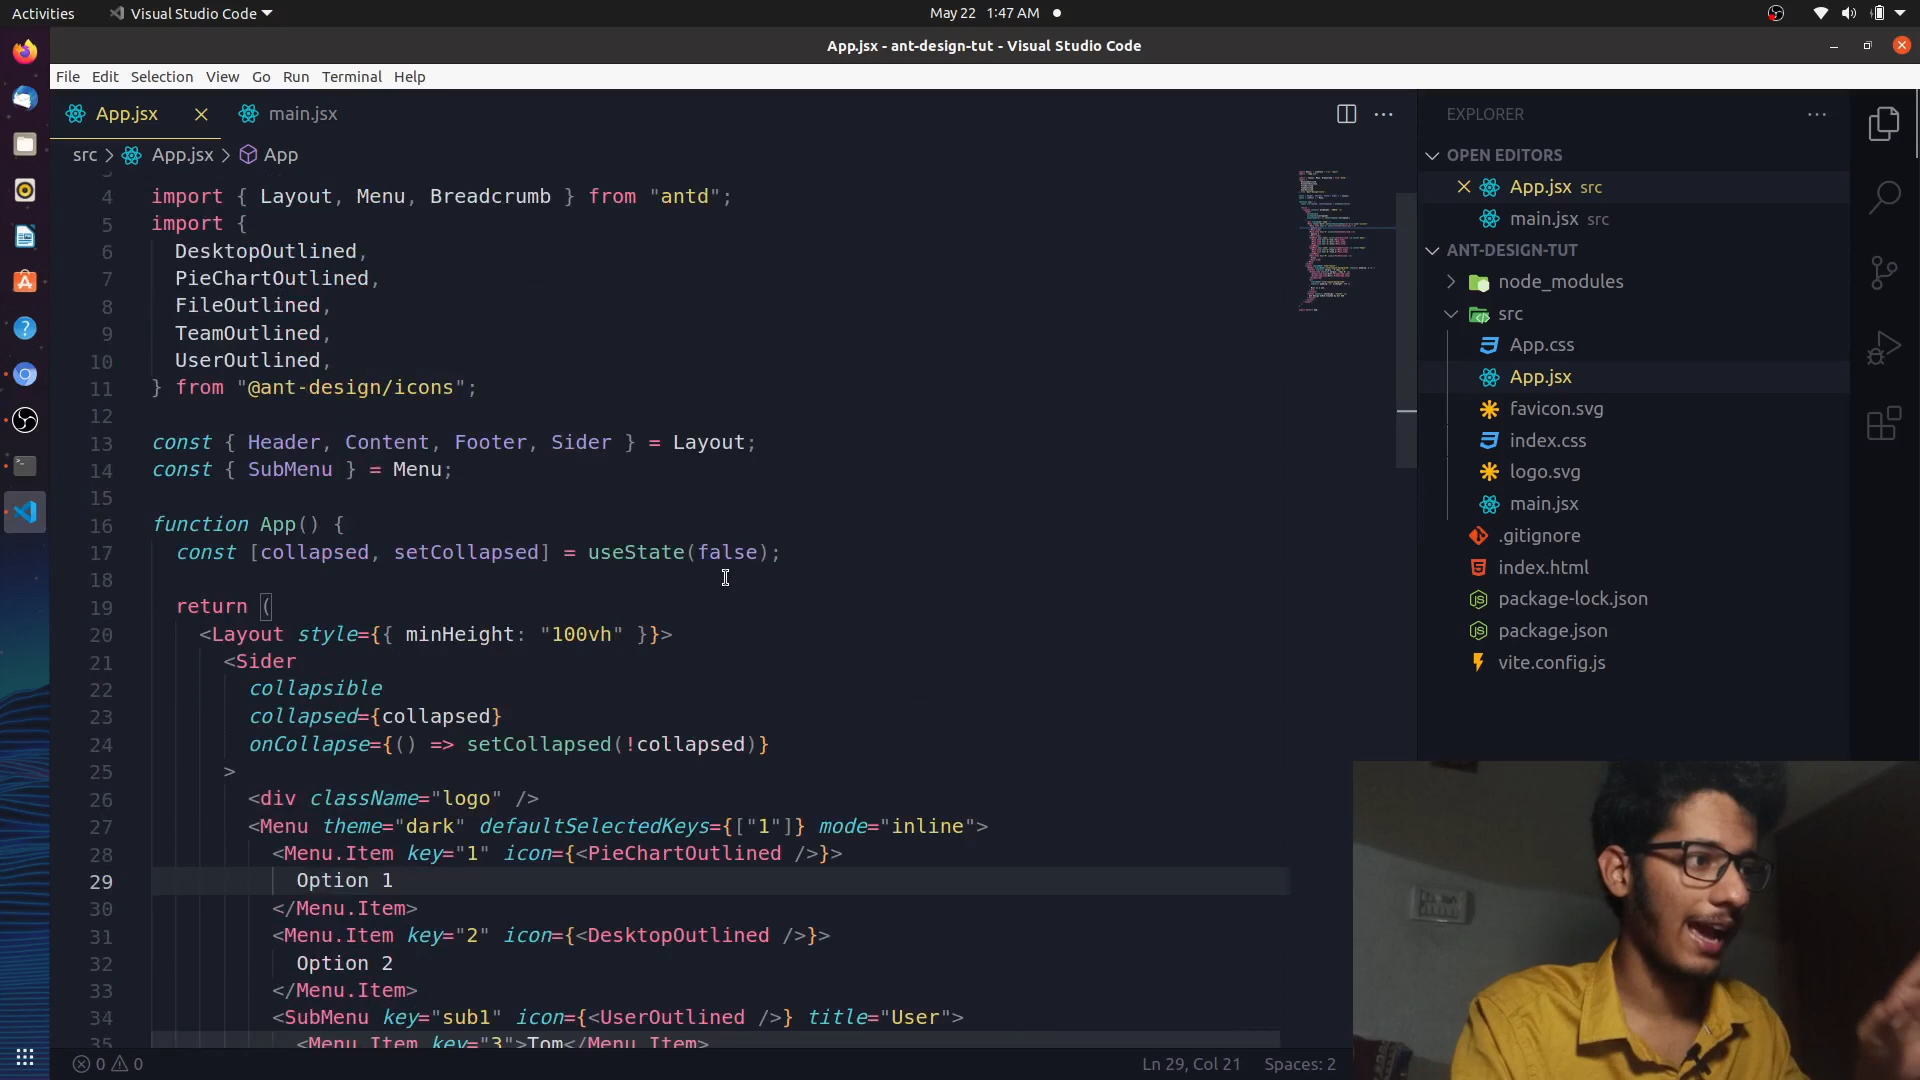 Activities
Visual Studio Code
May 22 1:47 AM
App.jsx - ant-design-tut - Visual Studio Code
File Edit Selection View Go Run Terminal Help
App.jsx
main.jsx
src > App.jsx > App
4 import { Layout, Menu, Breadcrumb } from "antd";
5 import {
6 DesktopOutlined,
7 PieChartOutlined,
8 FileOutlined,
9 TeamOutlined,
10 UserOutlined,
11 } from "@ant-design/icons";
12
13 const { Header, Content, Footer, Sider } = Layout;
14 const { SubMenu } = Menu;
15
16 function App() {
17 const [collapsed, setCollapsed] = useState(false);
18
19 return (
20 <Layout style={{ minHeight: "100vh" }}>
21 <Sider
22 collapsible
23 collapsed={collapsed}
24 onCollapse={() => setCollapsed(!collapsed)}
25 >
26 <div className="logo" />
27 <Menu theme="dark" defaultSelectedKeys={["1"]} mode="inline">
28 <Menu.Item key="1" icon={<PieChartOutlined />}>
29 Option 1
30 </Menu.Item>
31 <Menu.Item key="2" icon={<DesktopOutlined />}>
32 Option 2
33 </Menu.Item>
34 <SubMenu key="sub1" icon={<UserOutlined />} title="User">
35 <Menu.Item key="3">Tom</Menu.Item>
0 0
Ln 29, Col 21
Spaces: 2
EXPLORER
OPEN EDITORS
App.jsx src
main.jsx src
ANT-DESIGN-TUT
node_modules
src
App.css
App.jsx
favicon.svg
index.css
logo.svg
main.jsx
.gitignore
index.html
package-lock.json
package.json
vite.config.js